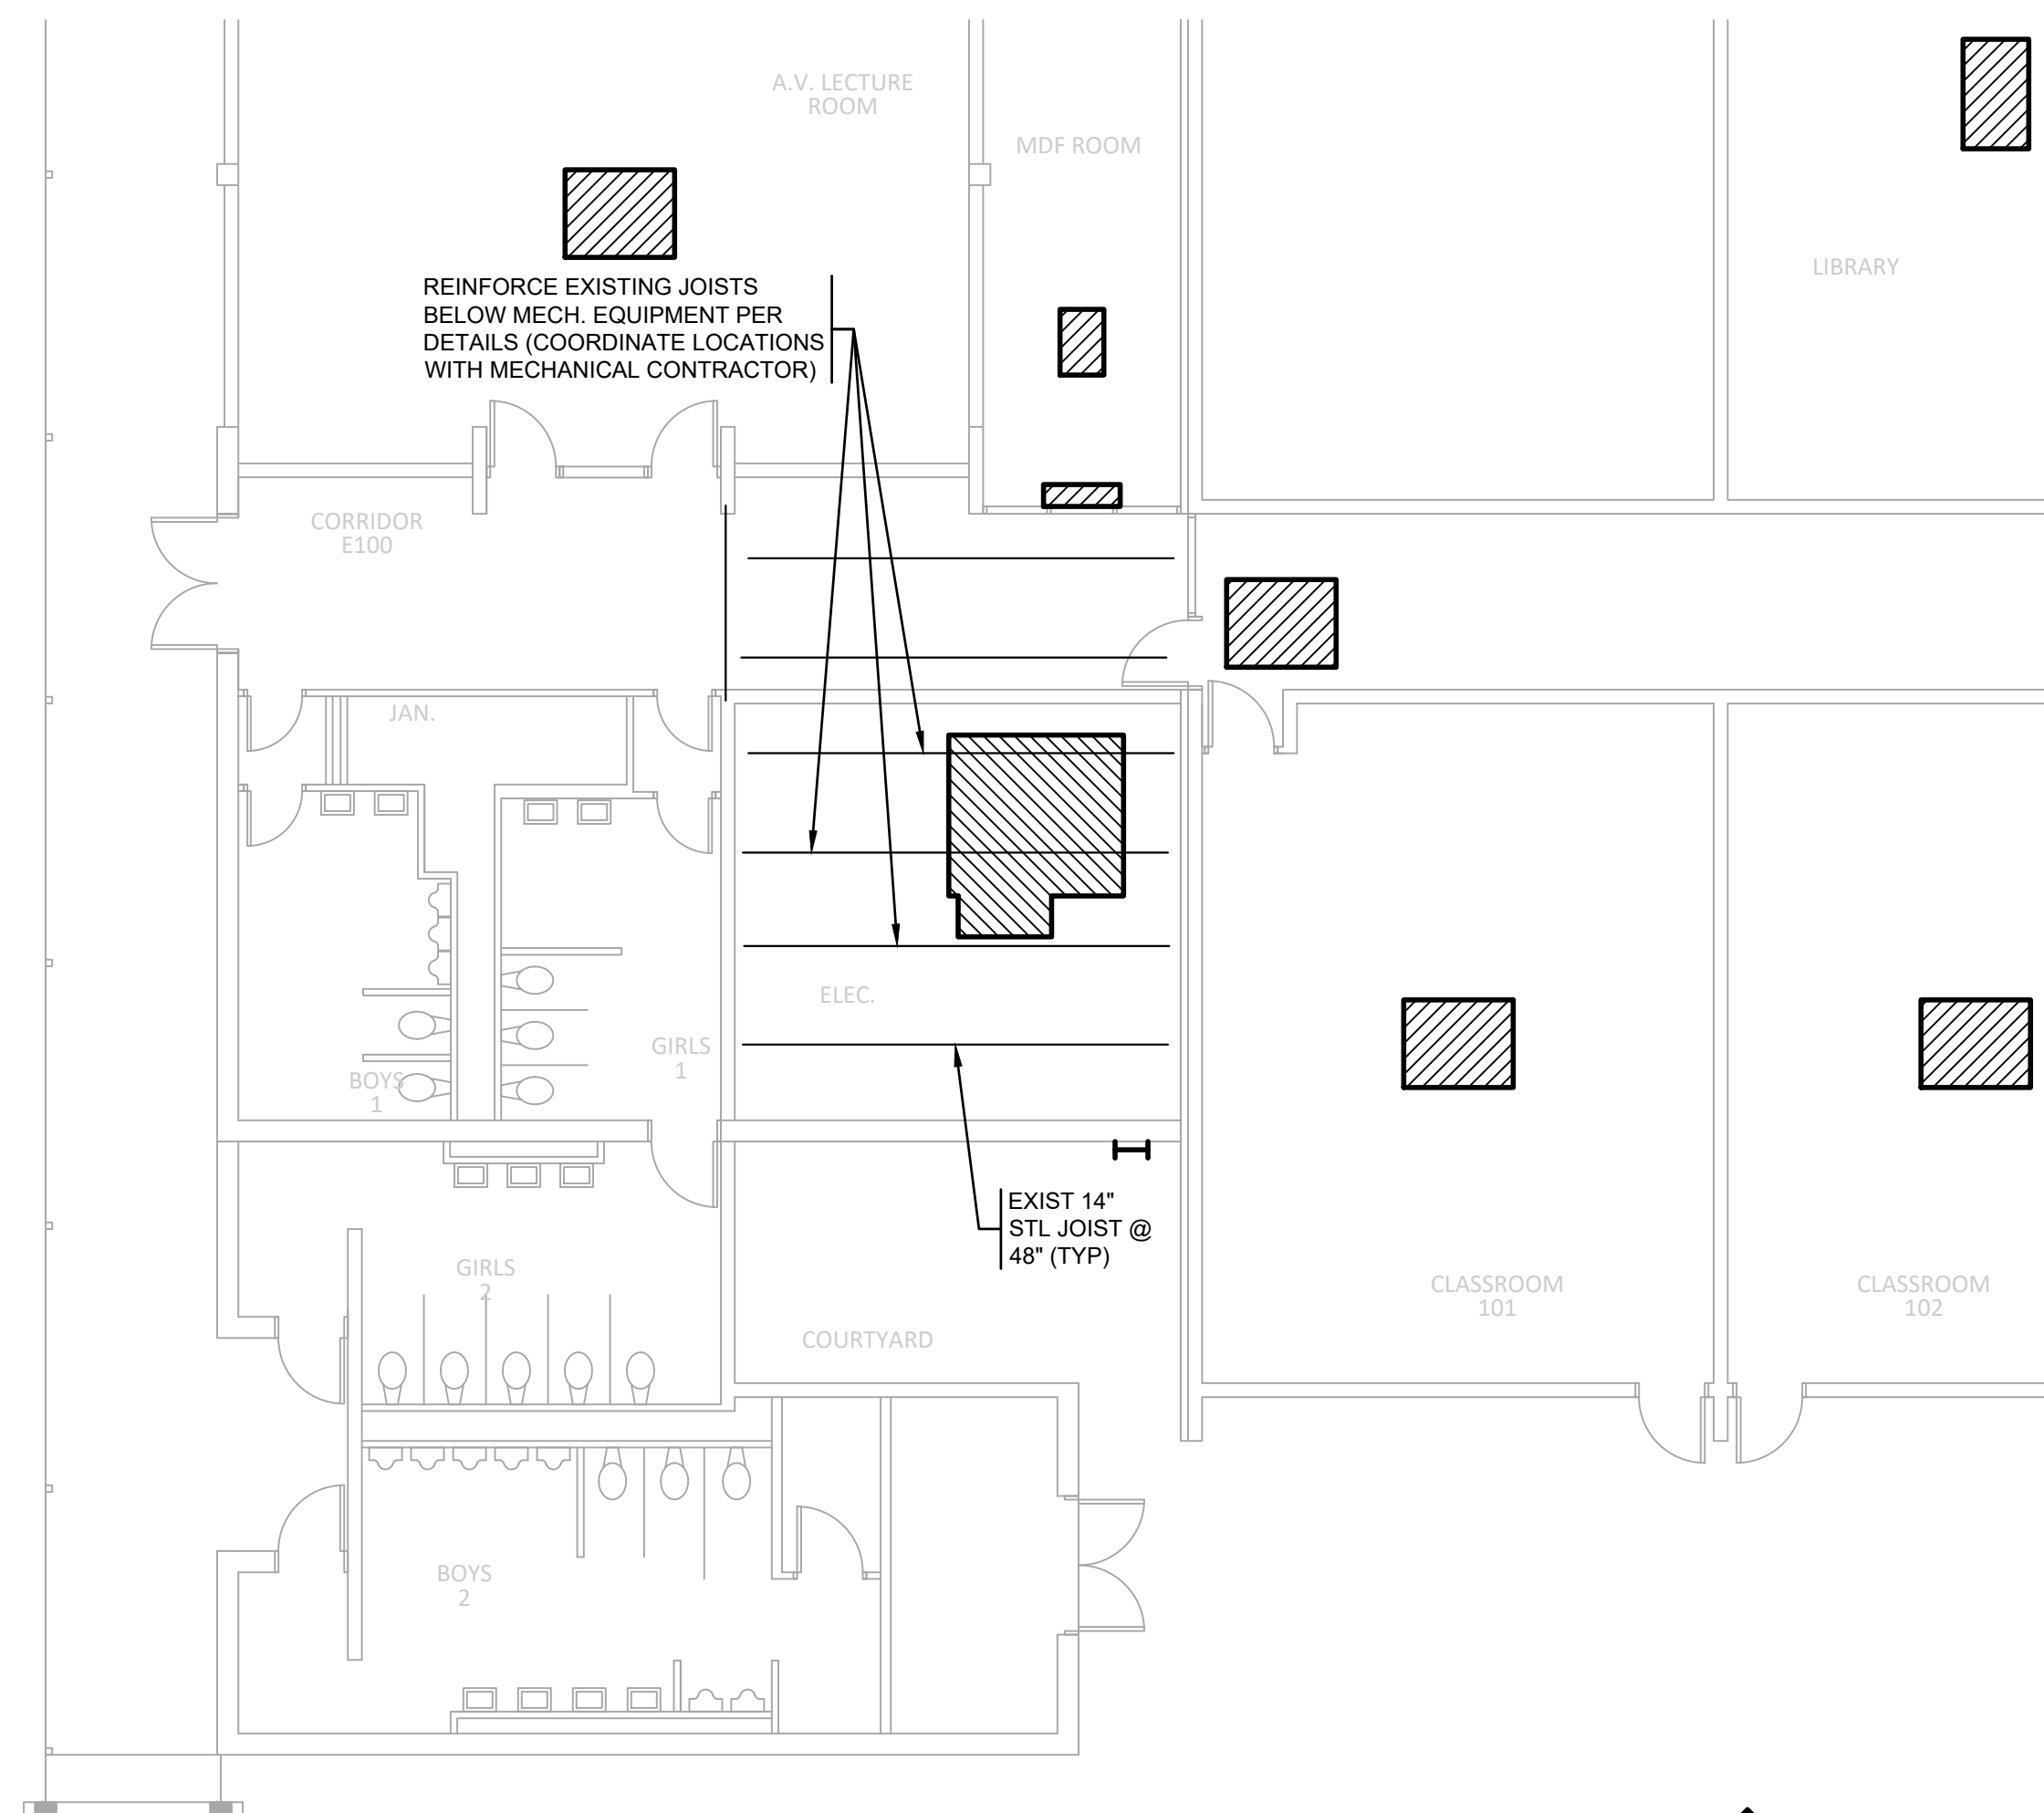 A.V. LECTURE
ROOM
MDF ROOM
LIBRARY
REINFORCE EXISTING JOISTS
BELOW MECH. EQUIPMENT PER
DETAILS (COORDINATE LOCATIONS
WITH MECHANICAL CONTRACTOR)
CORRIDOR
E100
JAN.
ELEC.
GIRLS
1
BOYS
1
EXIST 14"
STL JOIST @
48" (TYP)
GIRLS
2
COURTYARD
CLASSROOM
101
CLASSROOM
102
BOYS
2